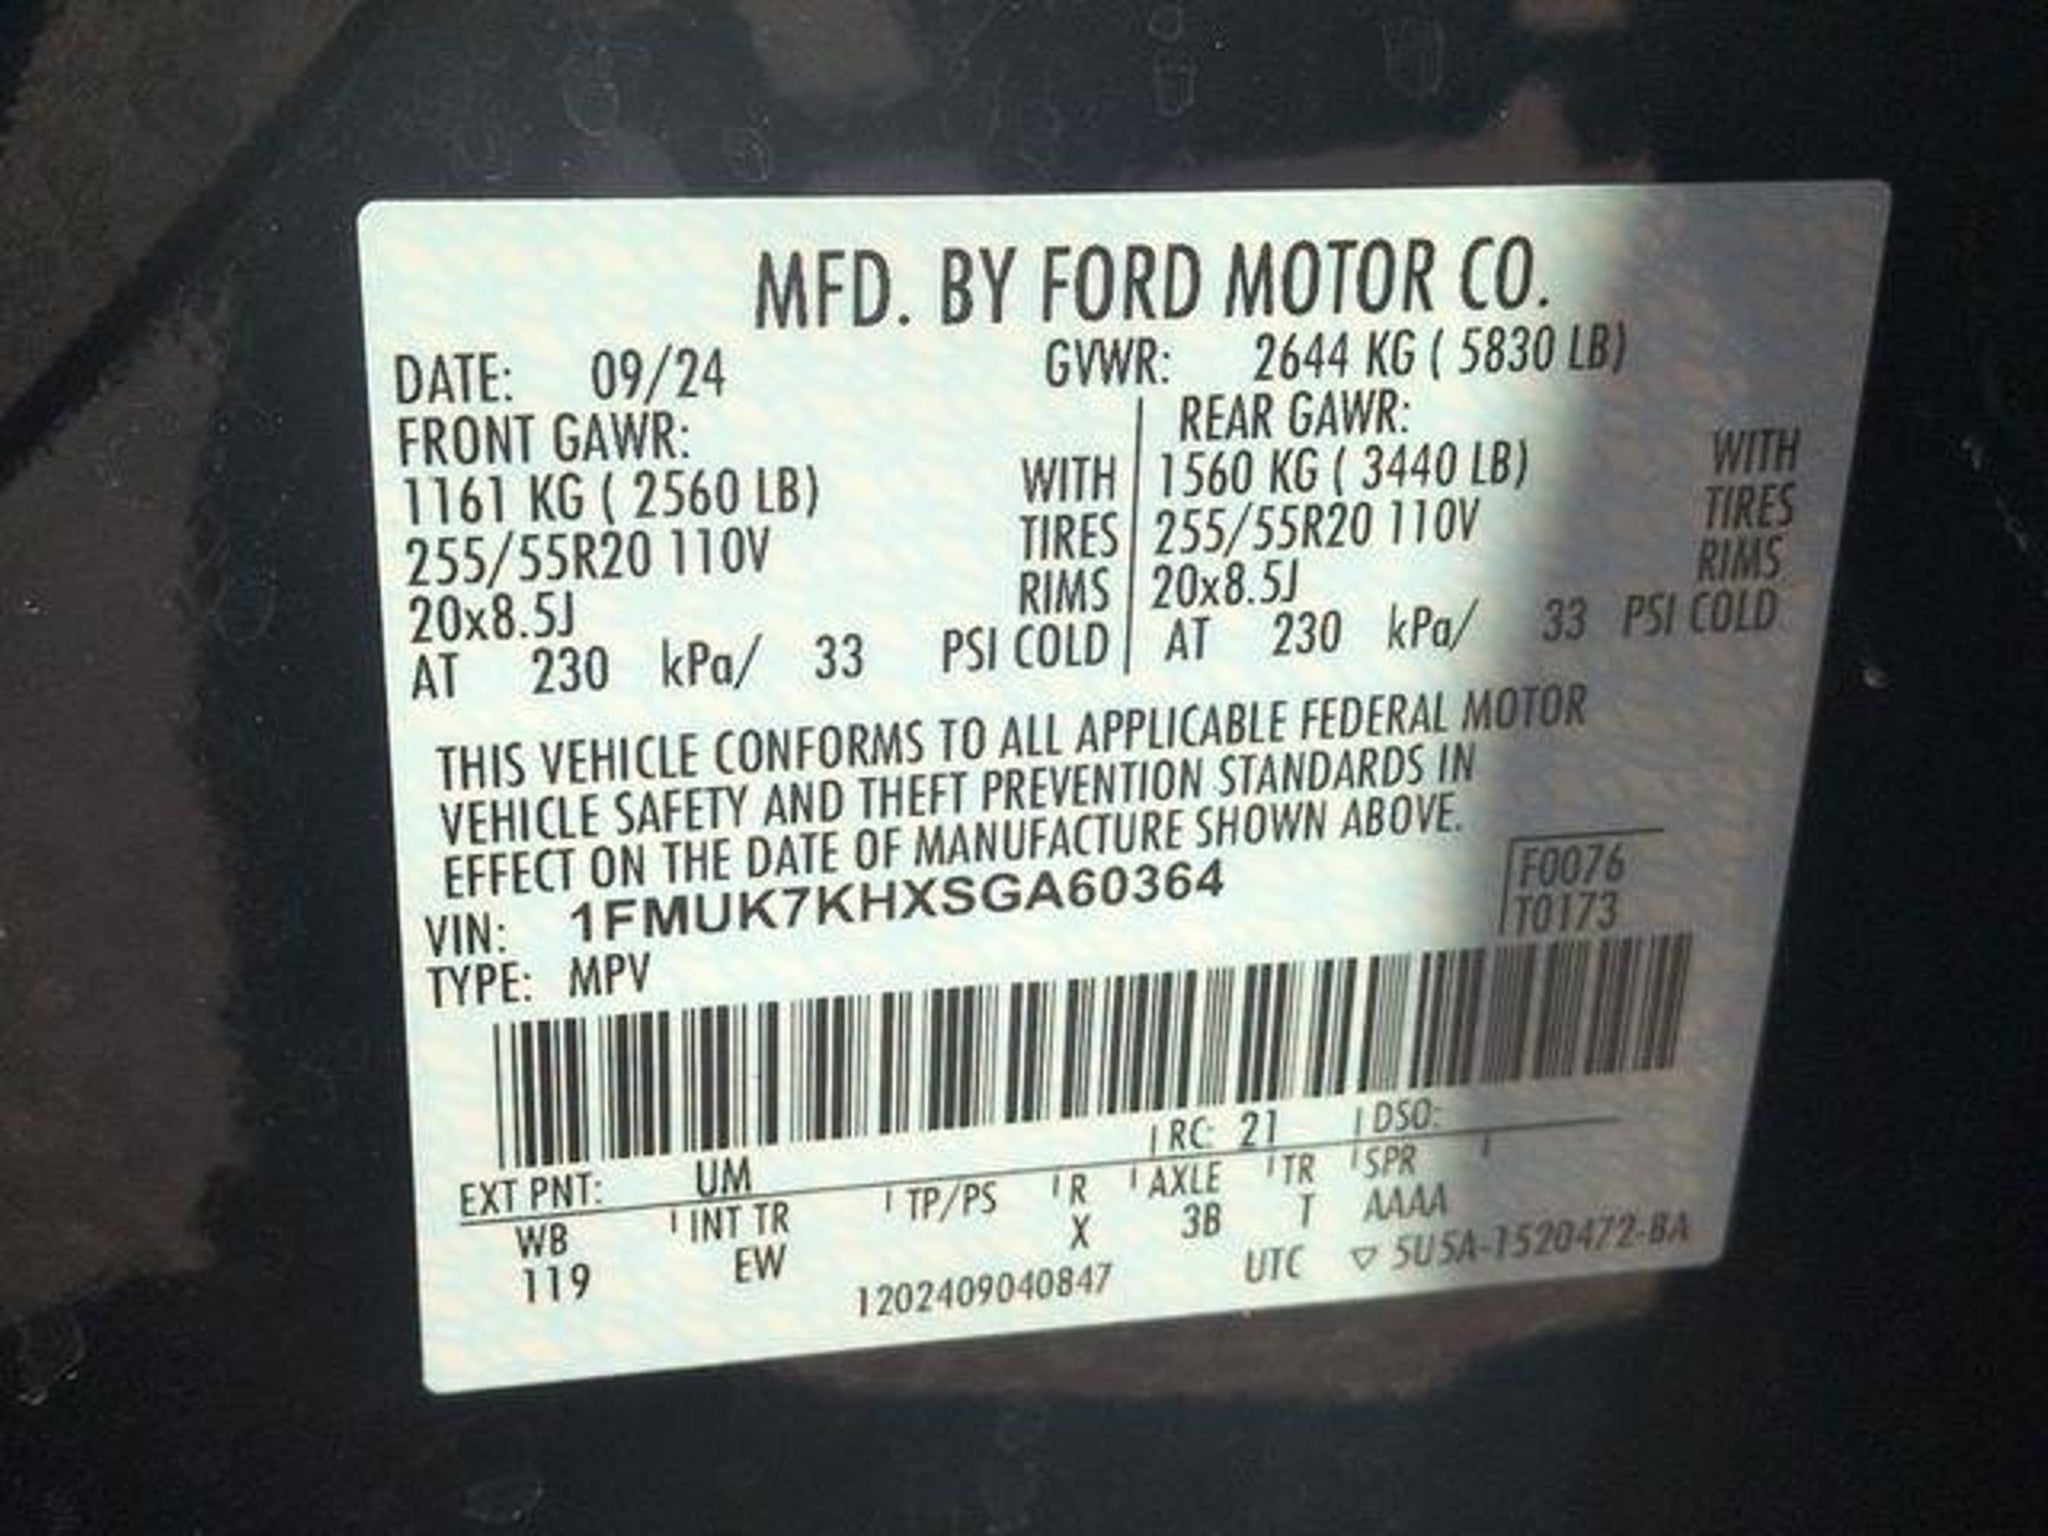 MFD. BY FORD MOTOR CO.
DATE: 09/24 GVWR: 2644 KG ( 5830 LB)
FRONT GAWR: REAR GAWR:
1161 KG ( 2560 LB) WITH 1560 KG ( 3440 LB) WITH
255/55R20 110V TIRES 255/55R20 110V TIRES
20x8.5J RIMS 20x8.5J RIMS
AT 230 kPa/ 33 PSI COLD AT 230 kPa/ 33 PSI COLD
THIS VEHICLE CONFORMS TO ALL APPLICABLE FEDERAL MOTOR
VEHICLE SAFETY AND THEFT PREVENTION STANDARDS IN
EFFECT ON THE DATE OF MANUFACTURE SHOWN ABOVE.
VIN: 1FMUK7KHXSGA60364 F0076
TYPE: MPV T0173
EXT PNT: UM RC: 21 DSO:
WB INT TR TP/PS R AXLE TR SPR
119 EW X 3B T AAAA
1202409040847 UTC ▽ 5U5A-1520472-BA